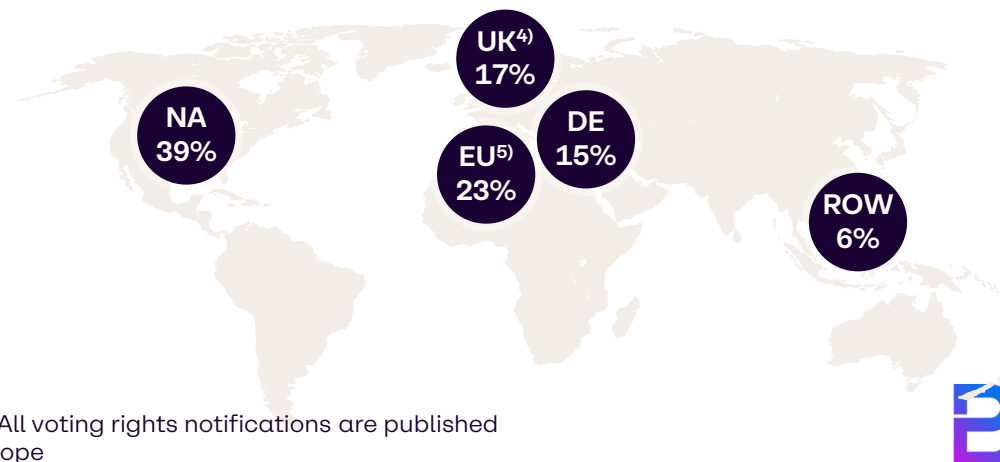 UK4)
17%
NA
39%
DE
15%
EU5)
23%
ROW
6%
All voting rights notifications are published
ope